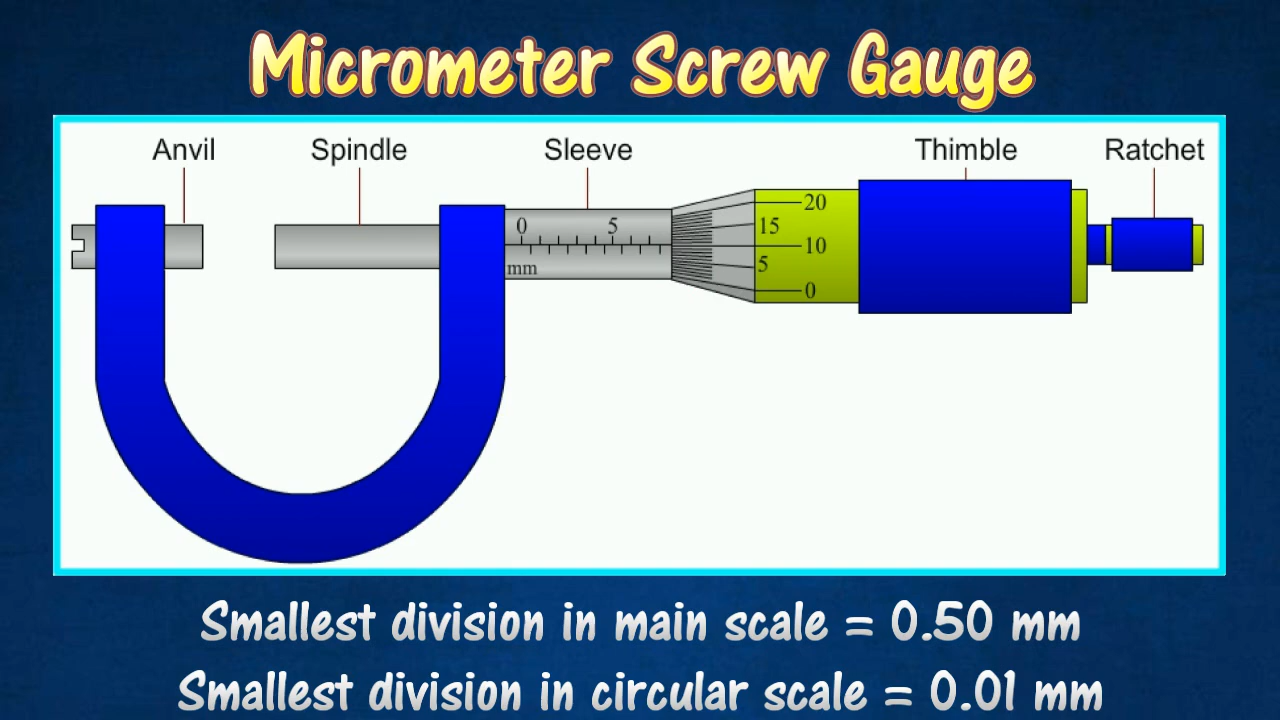 Micrometer Screw Gauge
Anvil Spindle Sleeve Thimble Ratchet
0 5
mm
20
15
10
5
0
Smallest division in main scale = 0.50 mm
Smallest division in circular scale = 0.01 mm